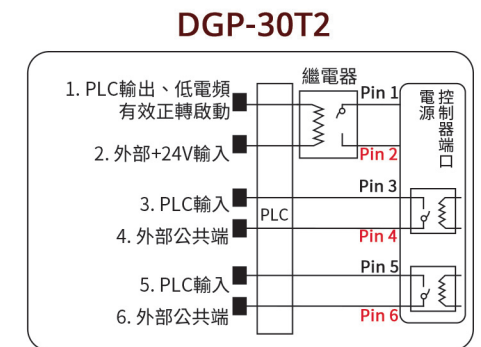 DGP-30T2
1. PLC輸出、低電頻
有效正轉啟動
2. 外部+24V輸入
3. PLC輸入
4. 外部公共端
5. PLC輸入
6. 外部公共端
PLC
繼電器
Pin 1
Pin 2
Pin 3
Pin 4
Pin 5
Pin 6
控制器端口
電源